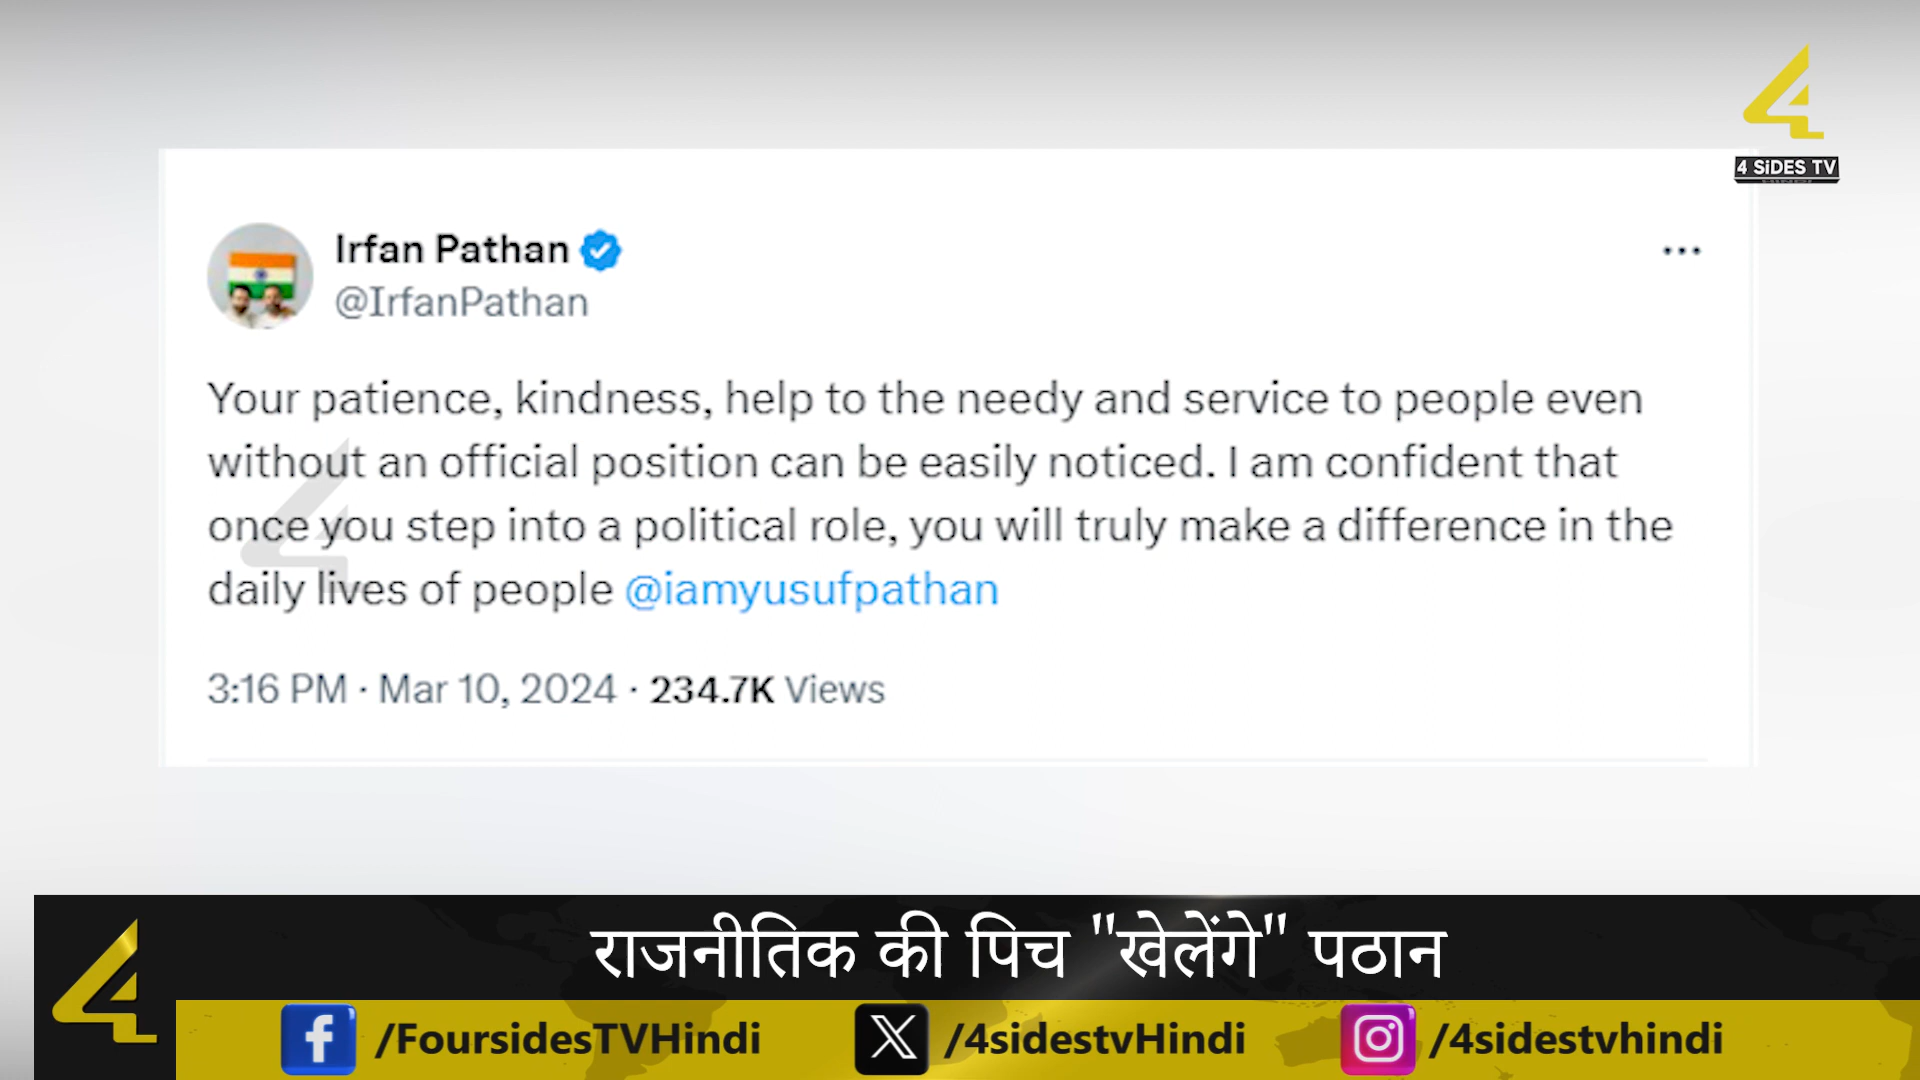 4 SiDES TV
HINDI
Irfan Pathan
@IrfanPathan
Your patience, kindness, help to the needy and service to people even
without an official position can be easily noticed. I am confident that
once you step into a political role, you will truly make a difference in the
daily lives of people @iamyusufpathan
3:16 PM · Mar 10, 2024 · 234.7K Views
राजनीतिक की पिच "खेलेंगे" पठान
/FoursidesTVHindi /4sidestvHindi /4sidestvhindi